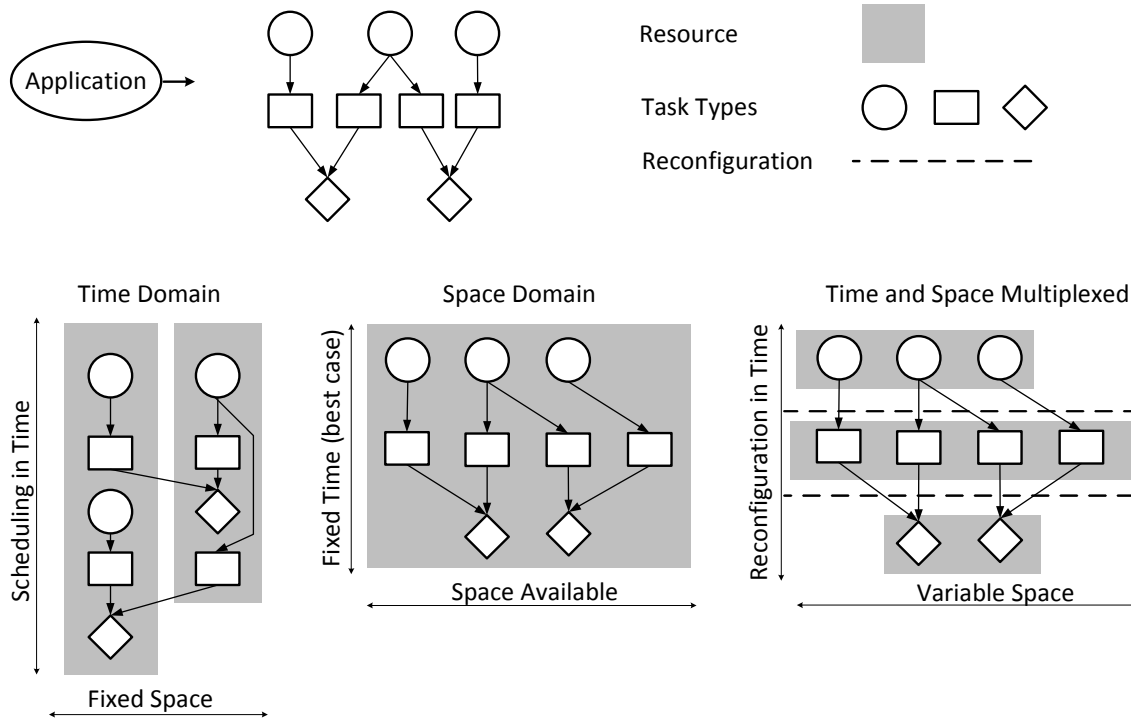 Application
Resource
Task Types
Reconfiguration
Time Domain
Scheduling in Time
Fixed Space
Space Domain
Fixed Time (best case)
Space Available
Time and Space Multiplexed
Reconfiguration in Time
Variable Space